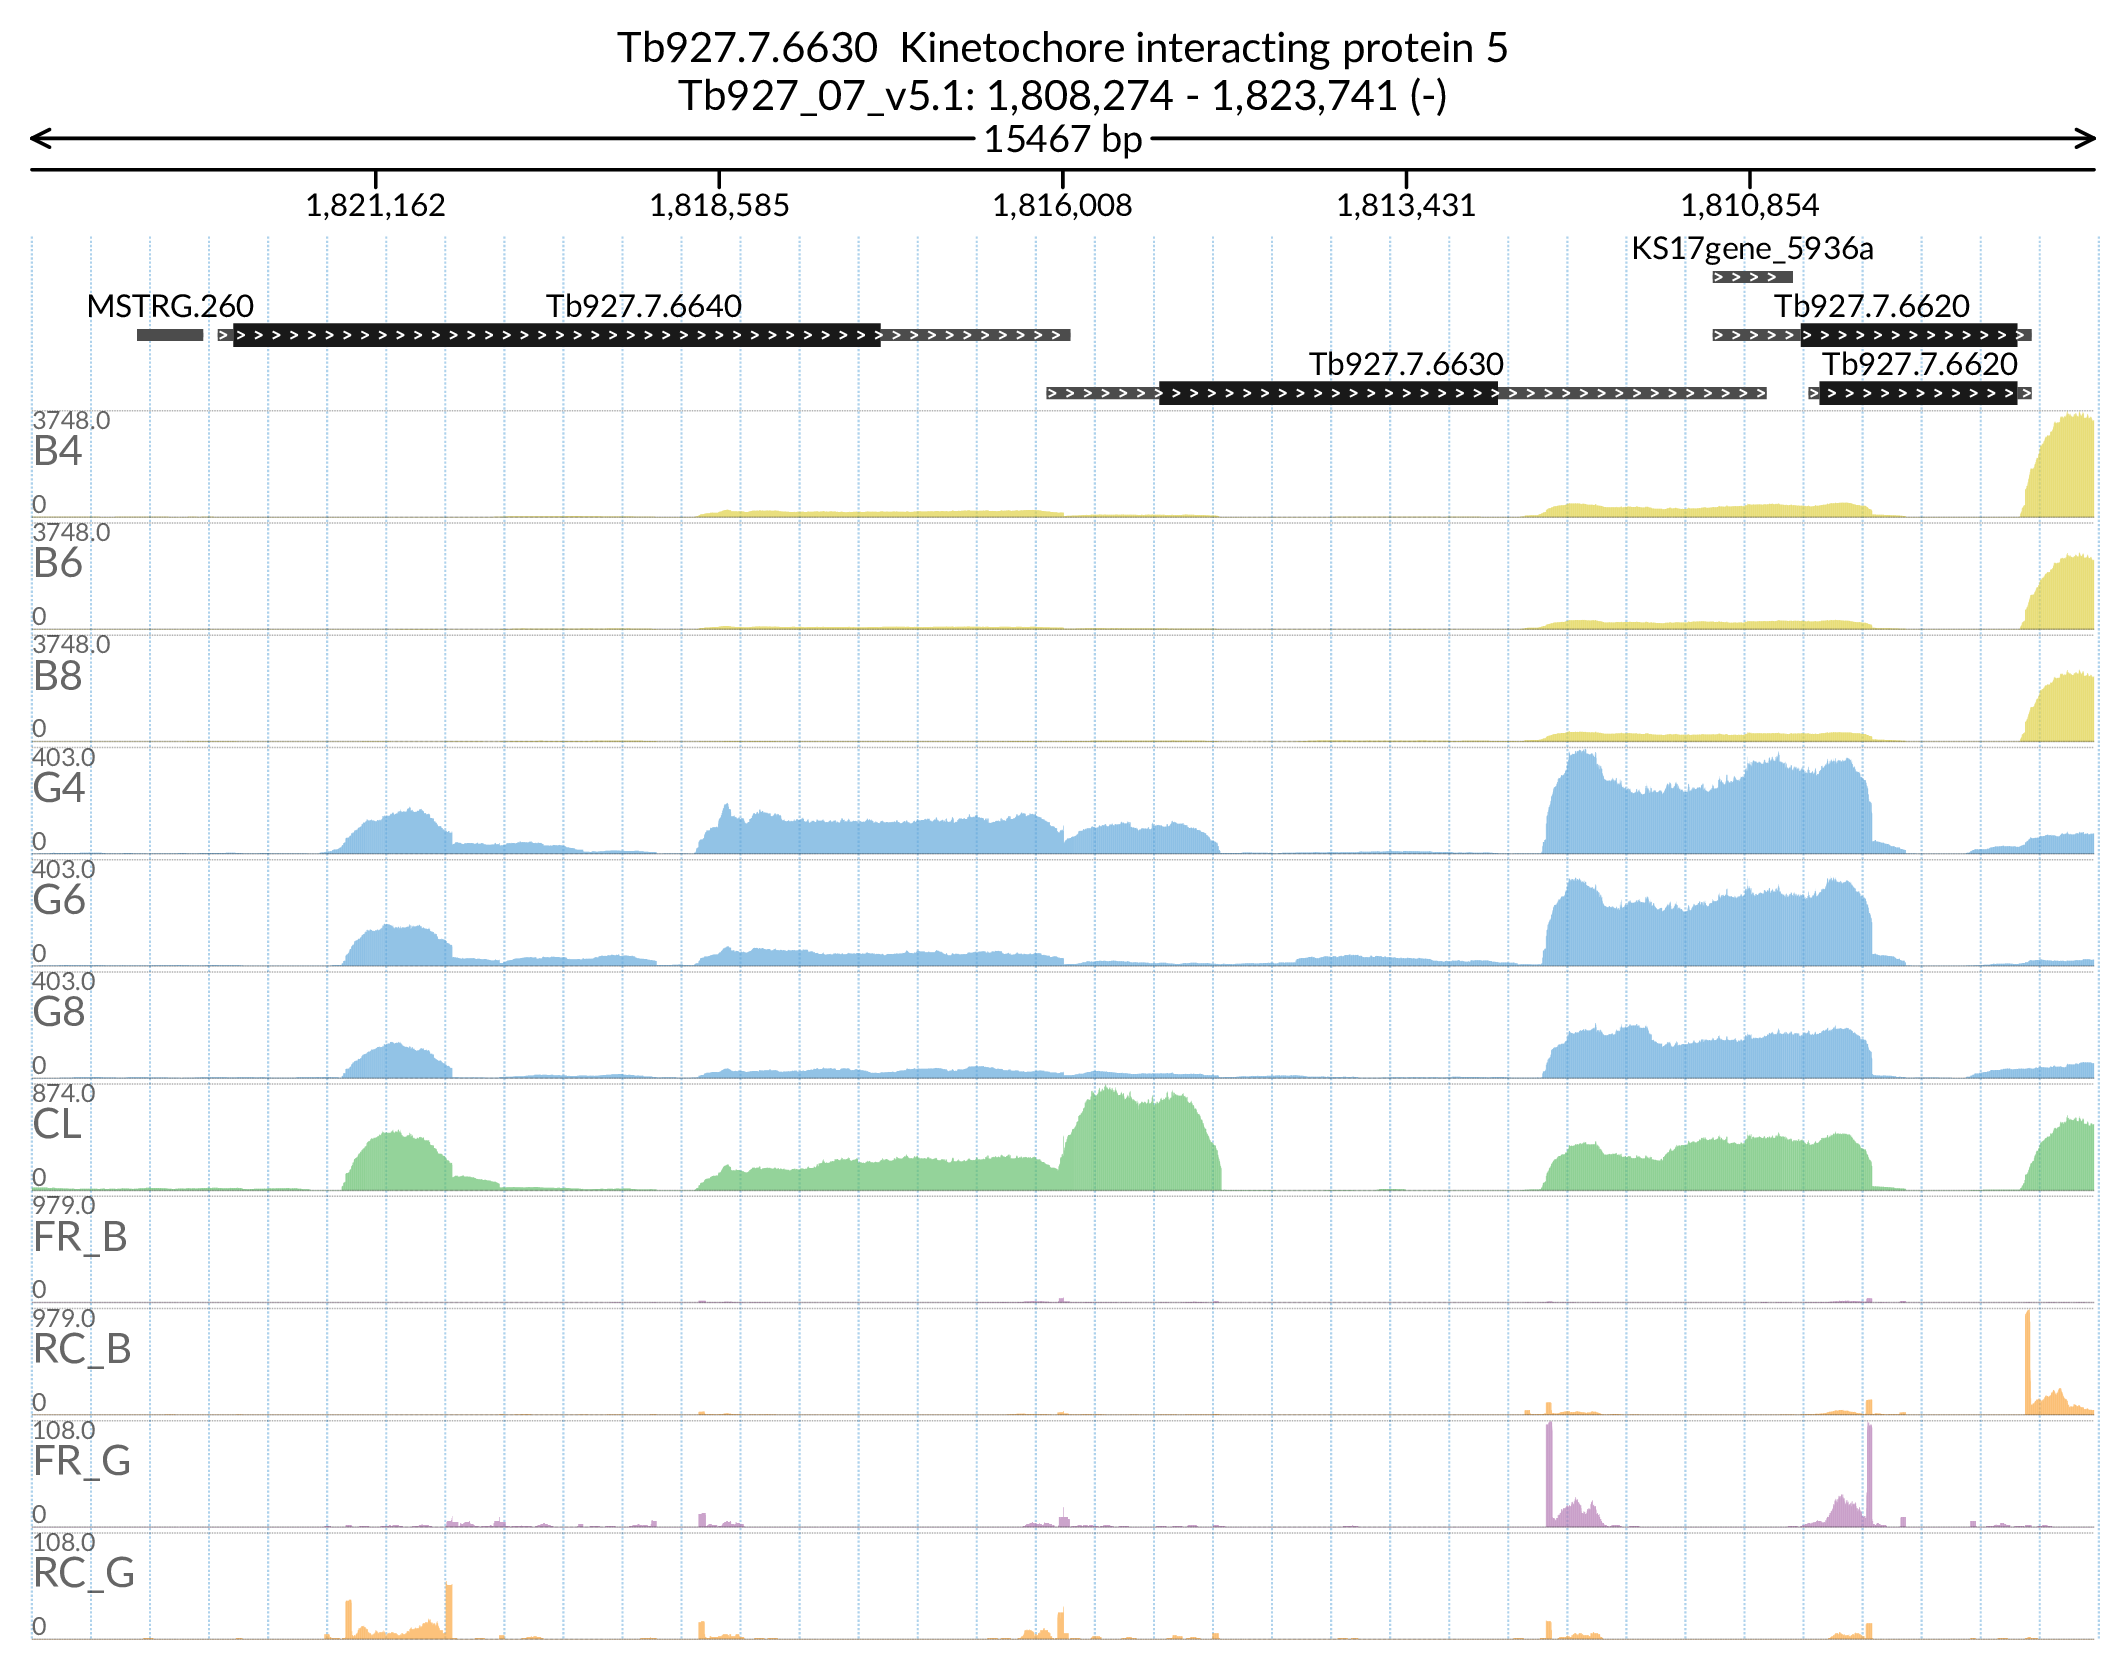 Tb927.7.6630 Kinetochore interacting protein 5
Tb927_07_v5.1: 1,808,274 - 1,823,741 (-)
15467 bp
1,821,162 1,818,585 1,816,008 1,813,431 1,810,854
KS17gene_5936a
MSTRG.260 Tb927.7.6640 Tb927.7.6620
Tb927.7.6630 Tb927.7.6620
3748.0
B4
0
3748.0
B6
0
3748.0
B8
0
403.0
G4
0
403.0
G6
0
403.0
G8
0
874.0
CL
0
979.0
FR_B
0
979.0
RC_B
0
108.0
FR_G
0
108.0
RC_G
0